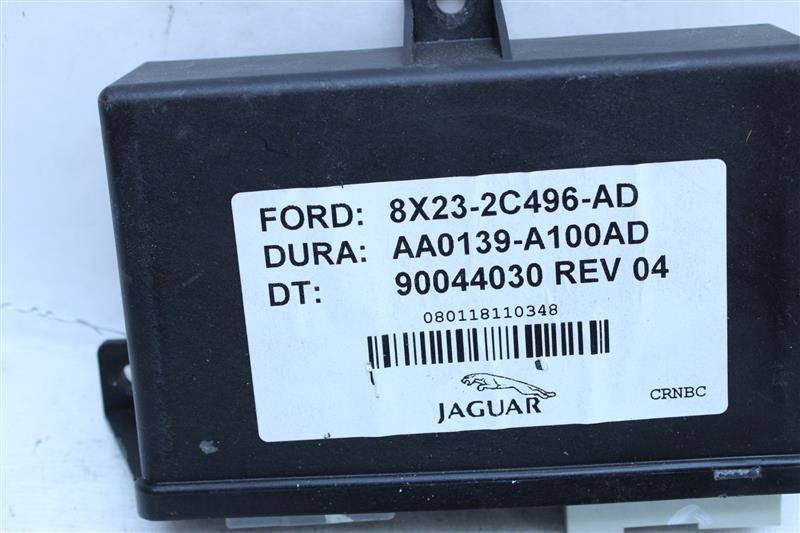 FORD: 8X23-2C496-AD
DURA: AA0139-A100AD
DT: 90044030 REV 04
080118110348
JAGUAR
CRNBC